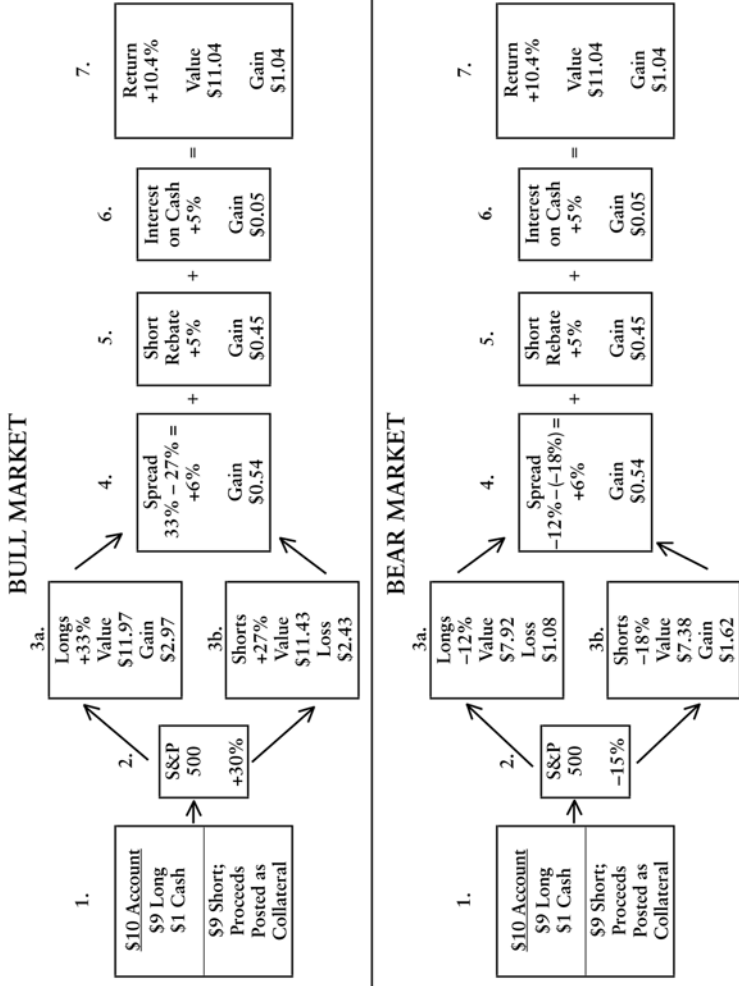 BULL MARKET
1.
$10 Account
$9 Long
$1 Cash
$9 Short;
Proceeds
Posted as
Collateral
2.
S&P
500
+30%
3a.
Longs
+33%
Value
$11.97
Gain
$2.97
3b.
Shorts
+27%
Value
$11.43
Loss
$2.43
4.
Spread
33% – 27% =
+6%
Gain
$0.54
+
5.
Short
Rebate
+5%
Gain
$0.45
+
6.
Interest
on Cash
+5%
Gain
$0.05
=
7.
Return
+10.4%
Value
$11.04
Gain
$1.04
BEAR MARKET
1.
$10 Account
$9 Long
$1 Cash
$9 Short;
Proceeds
Posted as
Collateral
2.
S&P
500
–15%
3a.
Longs
–12%
Value
$7.92
Loss
$1.08
3b.
Shorts
–18%
Value
$7.38
Gain
$1.62
4.
Spread
–12% – (–18%) =
+6%
Gain
$0.54
+
5.
Short
Rebate
+5%
Gain
$0.45
+
6.
Interest
on Cash
+5%
Gain
$0.05
=
7.
Return
+10.4%
Value
$11.04
Gain
$1.04